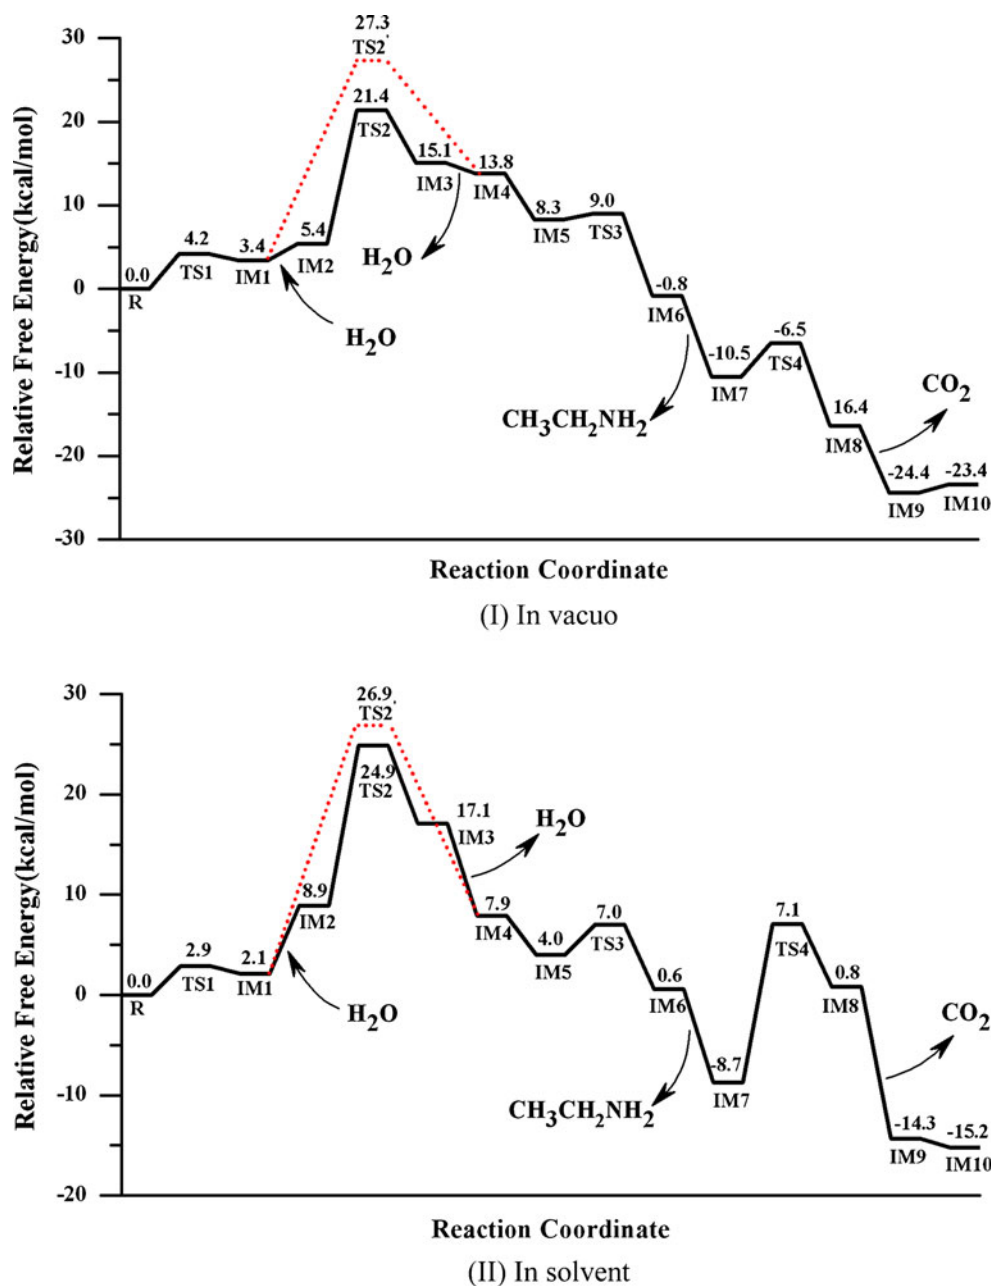 27.3
TS2'
30
21.4
TS2
20
15.1
IM3
13.8
IM4
10
8.3
IM5
9.0
TS3
H₂O
4.2
TS1
3.4
IM1
5.4
IM2
0.0
R
0
H₂O
-0.8
IM6
-6.5
TS4
-10.5
IM7
-10
CH₃CH₂NH₂
CO₂
16.4
IM8
-20
-24.4
IM9
-23.4
IM10
-30
Relative Free Energy(kcal/mol)
Reaction Coordinate
(I) In vacuo
26.9
TS2'
30
24.9
TS2
20
17.1
IM3
H₂O
10
8.9
IM2
7.9
IM4
7.0
TS3
7.1
TS4
4.0
IM5
2.9
TS1
2.1
IM1
0.0
R
0
H₂O
0.6
IM6
0.8
IM8
CO₂
-8.7
IM7
-10
CH₃CH₂NH₂
-14.3
IM9
-15.2
IM10
-20
Relative Free Energy(kcal/mol)
Reaction Coordinate
(II) In solvent